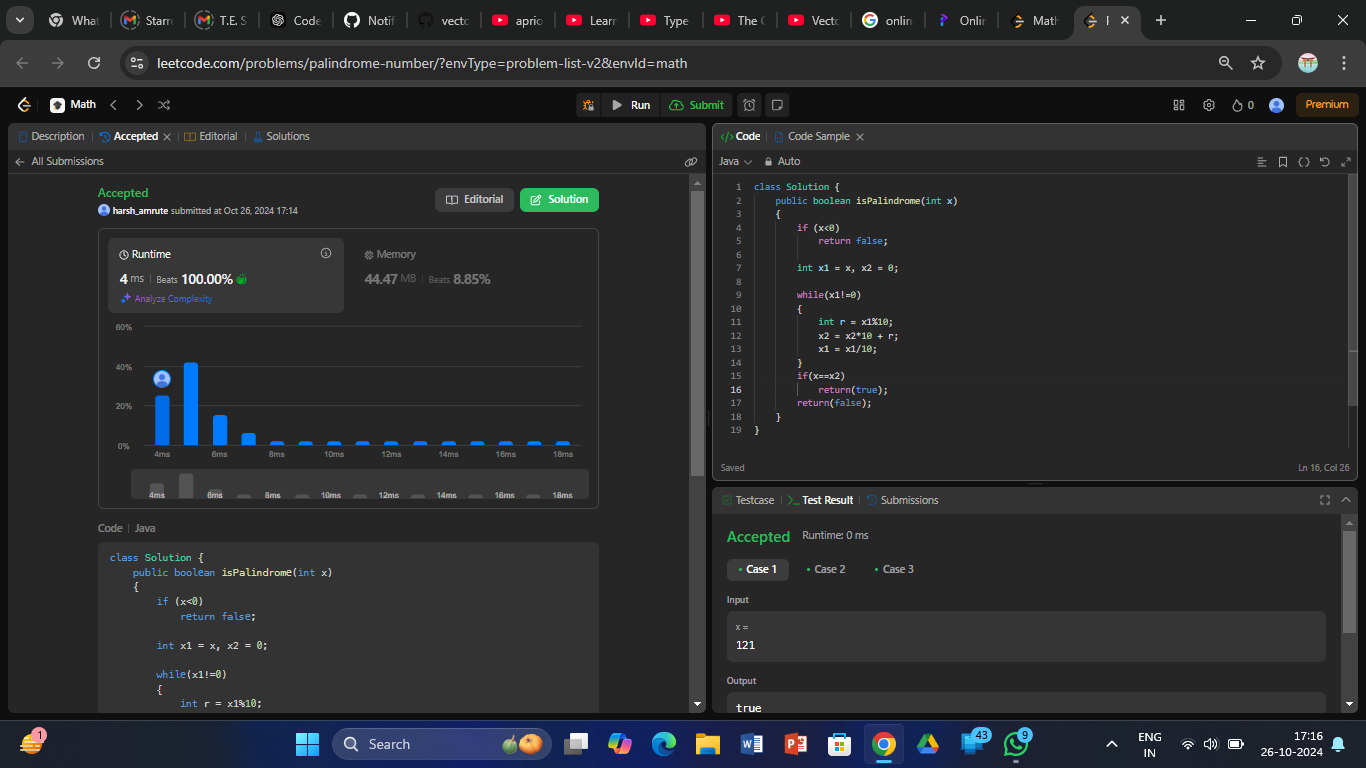 What
Starre
T.E. S
Code
Notif
vecto
aprio
Learn
Type
The C
Vecto
onlin
Onlin
Math
leetcode.com/problems/palindrome-number/?envType=problem-list-v2&envId=math
Math
Run
Submit
0
Premium
Description
Accepted
Editorial
Solutions
All Submissions
Accepted
harsh_amrute submitted at Oct 26, 2024 17:14
Editorial
Solution
Runtime
4 ms | Beats 100.00%
Analyze Complexity
Memory
44.47 MB | Beats 8.85%
60%
40%
20%
0%
4ms 6ms 8ms 10ms 12ms 14ms 16ms 18ms
4ms 6ms 8ms 10ms 12ms 14ms 16ms 18ms
Code | Java
class Solution {
public boolean isPalindrome(int x)
{
if (x<0)
return false;
int x1 = x, x2 = 0;
while(x1!=0)
{
int r = x1%10;
</> Code
Code Sample
Java
Auto
1 class Solution {
2 public boolean isPalindrome(int x)
3 {
4 if (x<0)
5 return false;
6
7 int x1 = x, x2 = 0;
8
9 while(x1!=0)
10 {
11 int r = x1%10;
12 x2 = x2*10 + r;
13 x1 = x1/10;
14 }
15 if(x==x2)
16 return(true);
17 return(false);
18 }
19 }
Saved
Ln 16, Col 26
Testcase
Test Result
Submissions
Accepted Runtime: 0 ms
• Case 1 • Case 2 • Case 3
Input
x =
121
Output
true
1
Search
43
9
ENG
IN
17:16
26-10-2024